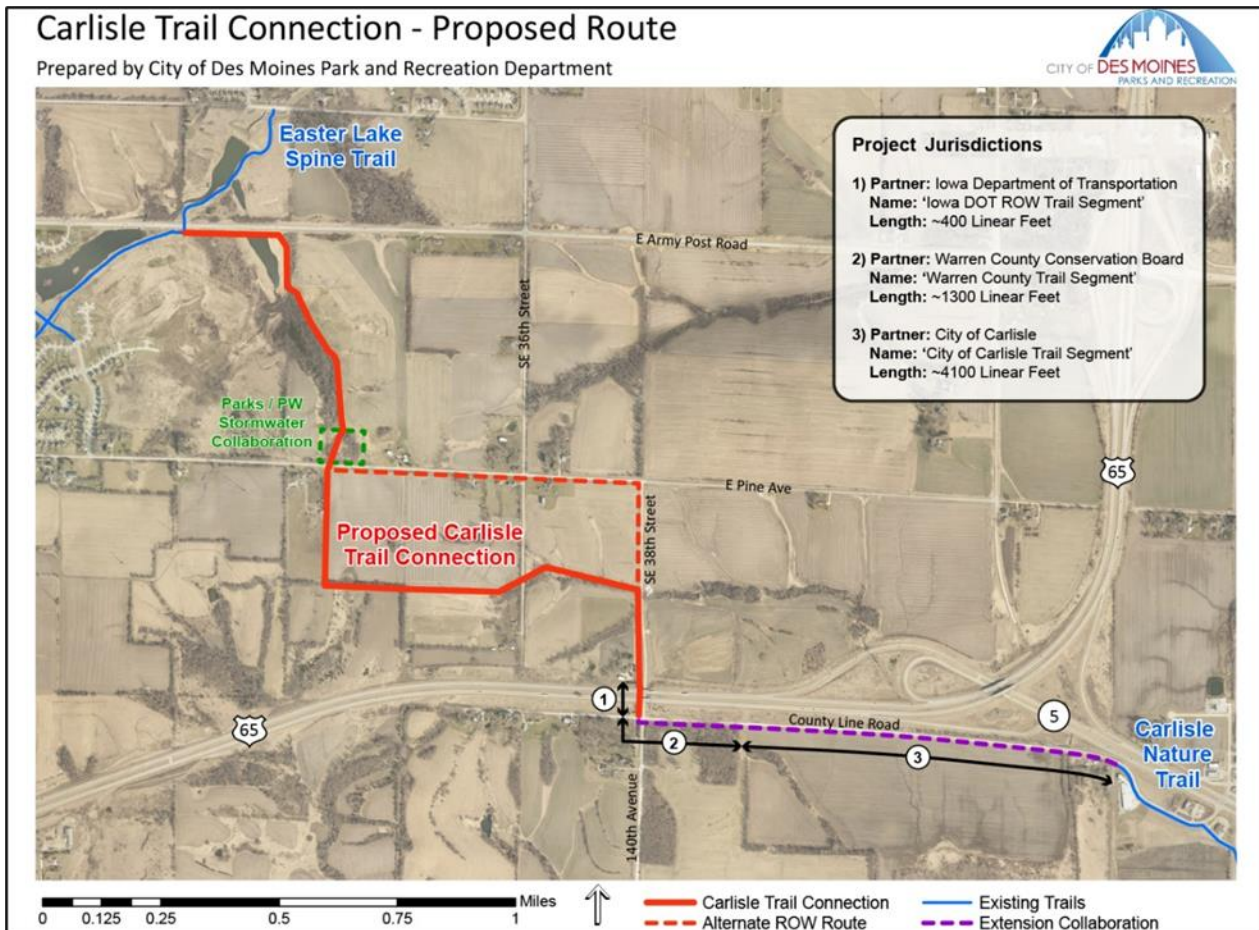 Carlisle Trail Connection - Proposed Route
Prepared by City of Des Moines Park and Recreation Department
CITY OF DES MOINES
PARKS AND RECREATION
Easter Lake
Spine Trail
Project Jurisdictions
1) Partner: Iowa Department of Transportation
Name: 'Iowa DOT ROW Trail Segment'
Length: ~400 Linear Feet
2) Partner: Warren County Conservation Board
Name: 'Warren County Trail Segment'
Length: ~1300 Linear Feet
3) Partner: City of Carlisle
Name: 'City of Carlisle Trail Segment'
Length: ~4100 Linear Feet
E Army Post Road
SE 36th Street
Parks / PW
Stormwater
Collaboration
65
E Pine Ave
Proposed Carlisle
Trail Connection
SE 38th Street
1
65
County Line Road
5
2
3
Carlisle
Nature
Trail
140th Avenue
Miles
0 0.125 0.25 0.5 0.75 1
Carlisle Trail Connection
Alternate ROW Route
Existing Trails
Extension Collaboration